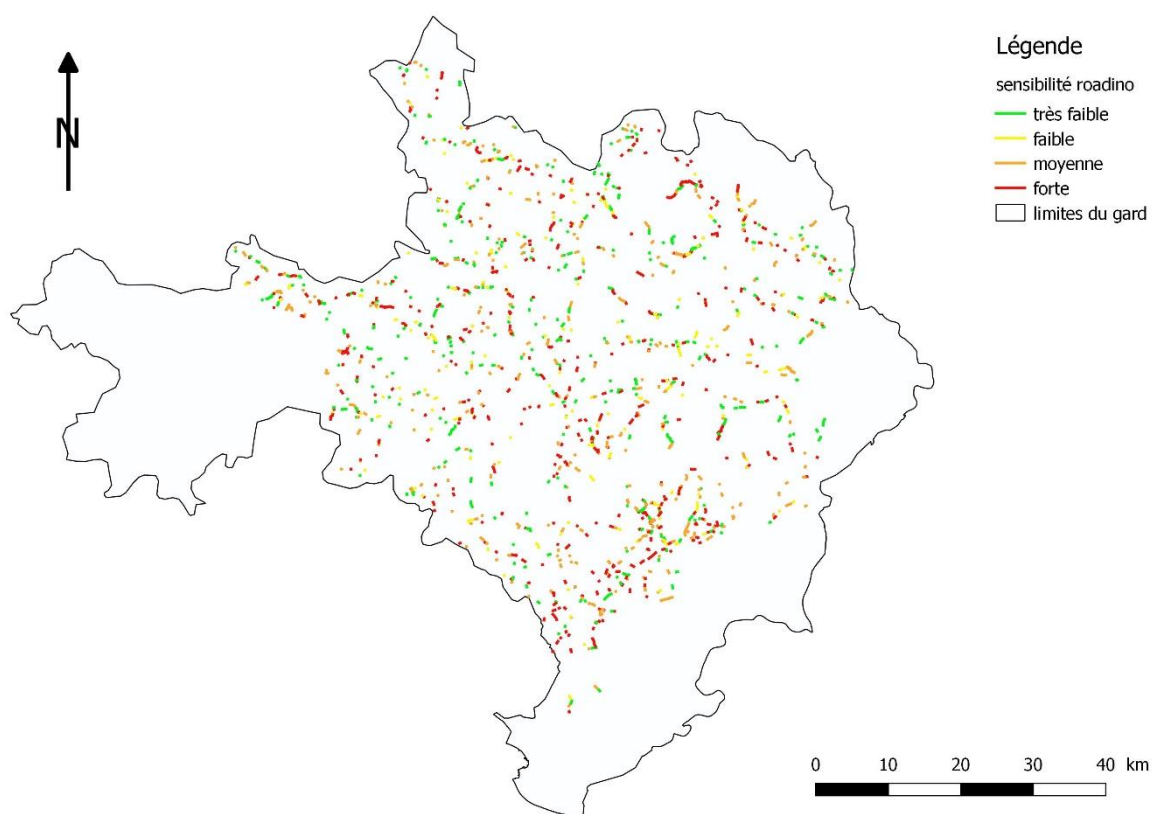 N
Légende
sensibilité roadino
très faible
faible
moyenne
forte
limites du gard
0 10 20 30 40 km